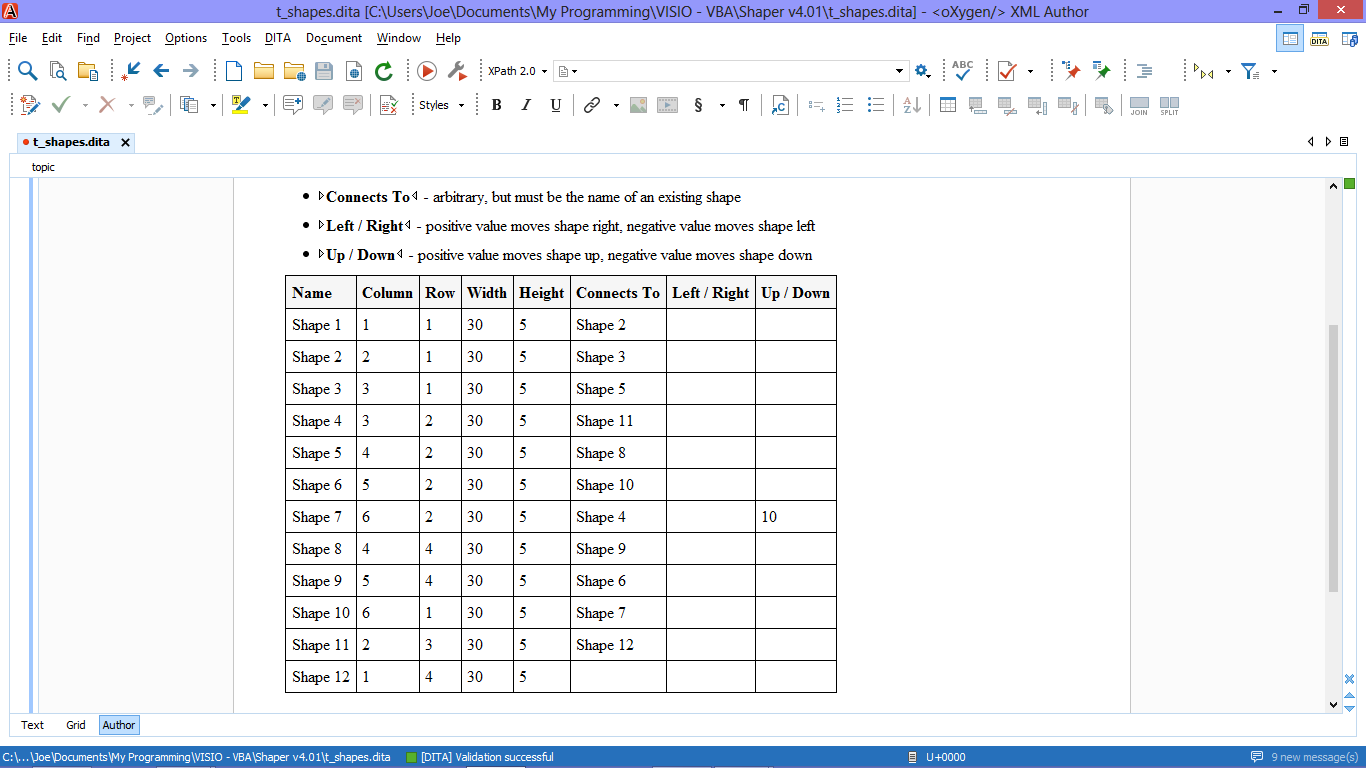 t_shapes.dita [C:\Users\Joe\Documents\My Programming\VISIO - VBA\Shaper v4.01\t_shapes.dita] - <oXygen/> XML Author
File Edit Find Project Options Tools DITA Document Window Help
DITA
XPath 2.0 ABC
Styles B I U § ¶ JOIN SPLIT
t_shapes.dita
topic
Connects To - arbitrary, but must be the name of an existing shape
Left / Right - positive value moves shape right, negative value moves shape left
Up / Down - positive value moves shape up, negative value moves shape down
Name Column Row Width Height Connects To Left / Right Up / Down
Shape 1 1 1 30 5 Shape 2
Shape 2 2 1 30 5 Shape 3
Shape 3 3 1 30 5 Shape 5
Shape 4 3 2 30 5 Shape 11
Shape 5 4 2 30 5 Shape 8
Shape 6 5 2 30 5 Shape 10
Shape 7 6 2 30 5 Shape 4 10
Shape 8 4 4 30 5 Shape 9
Shape 9 5 4 30 5 Shape 6
Shape 10 6 1 30 5 Shape 7
Shape 11 2 3 30 5 Shape 12
Shape 12 1 4 30 5
Text Grid Author
C:\...\Joe\Documents\My Programming\VISIO - VBA\Shaper v4.01\t_shapes.dita [DITA] Validation successful U+0000 9 new message(s)